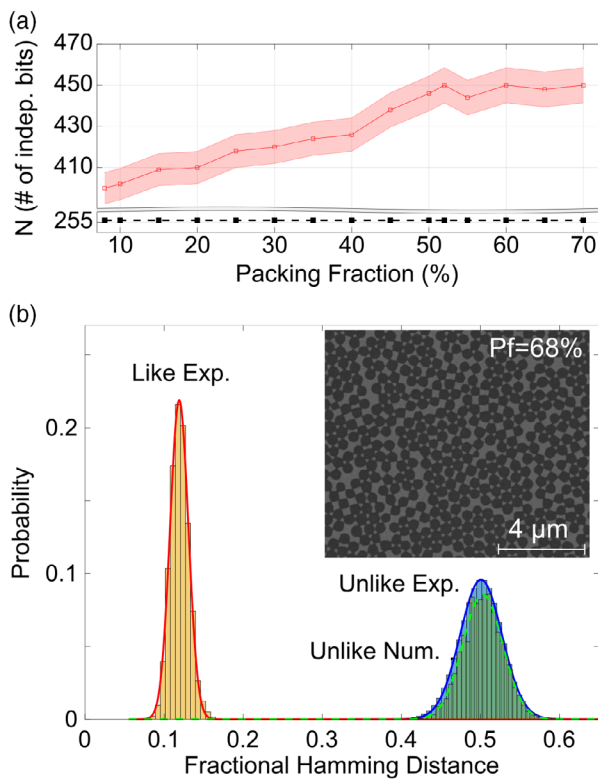 (a)
470
450
430
410
255
N (# of indep. bits)
10 20 30 40 50 60 70
Packing Fraction (%)
(b)
Pf=68%
Like Exp.
0.2
4 μm
Probability
0.1
Unlike Exp.
Unlike Num.
0
0 0.1 0.2 0.3 0.4 0.5 0.6
Fractional Hamming Distance